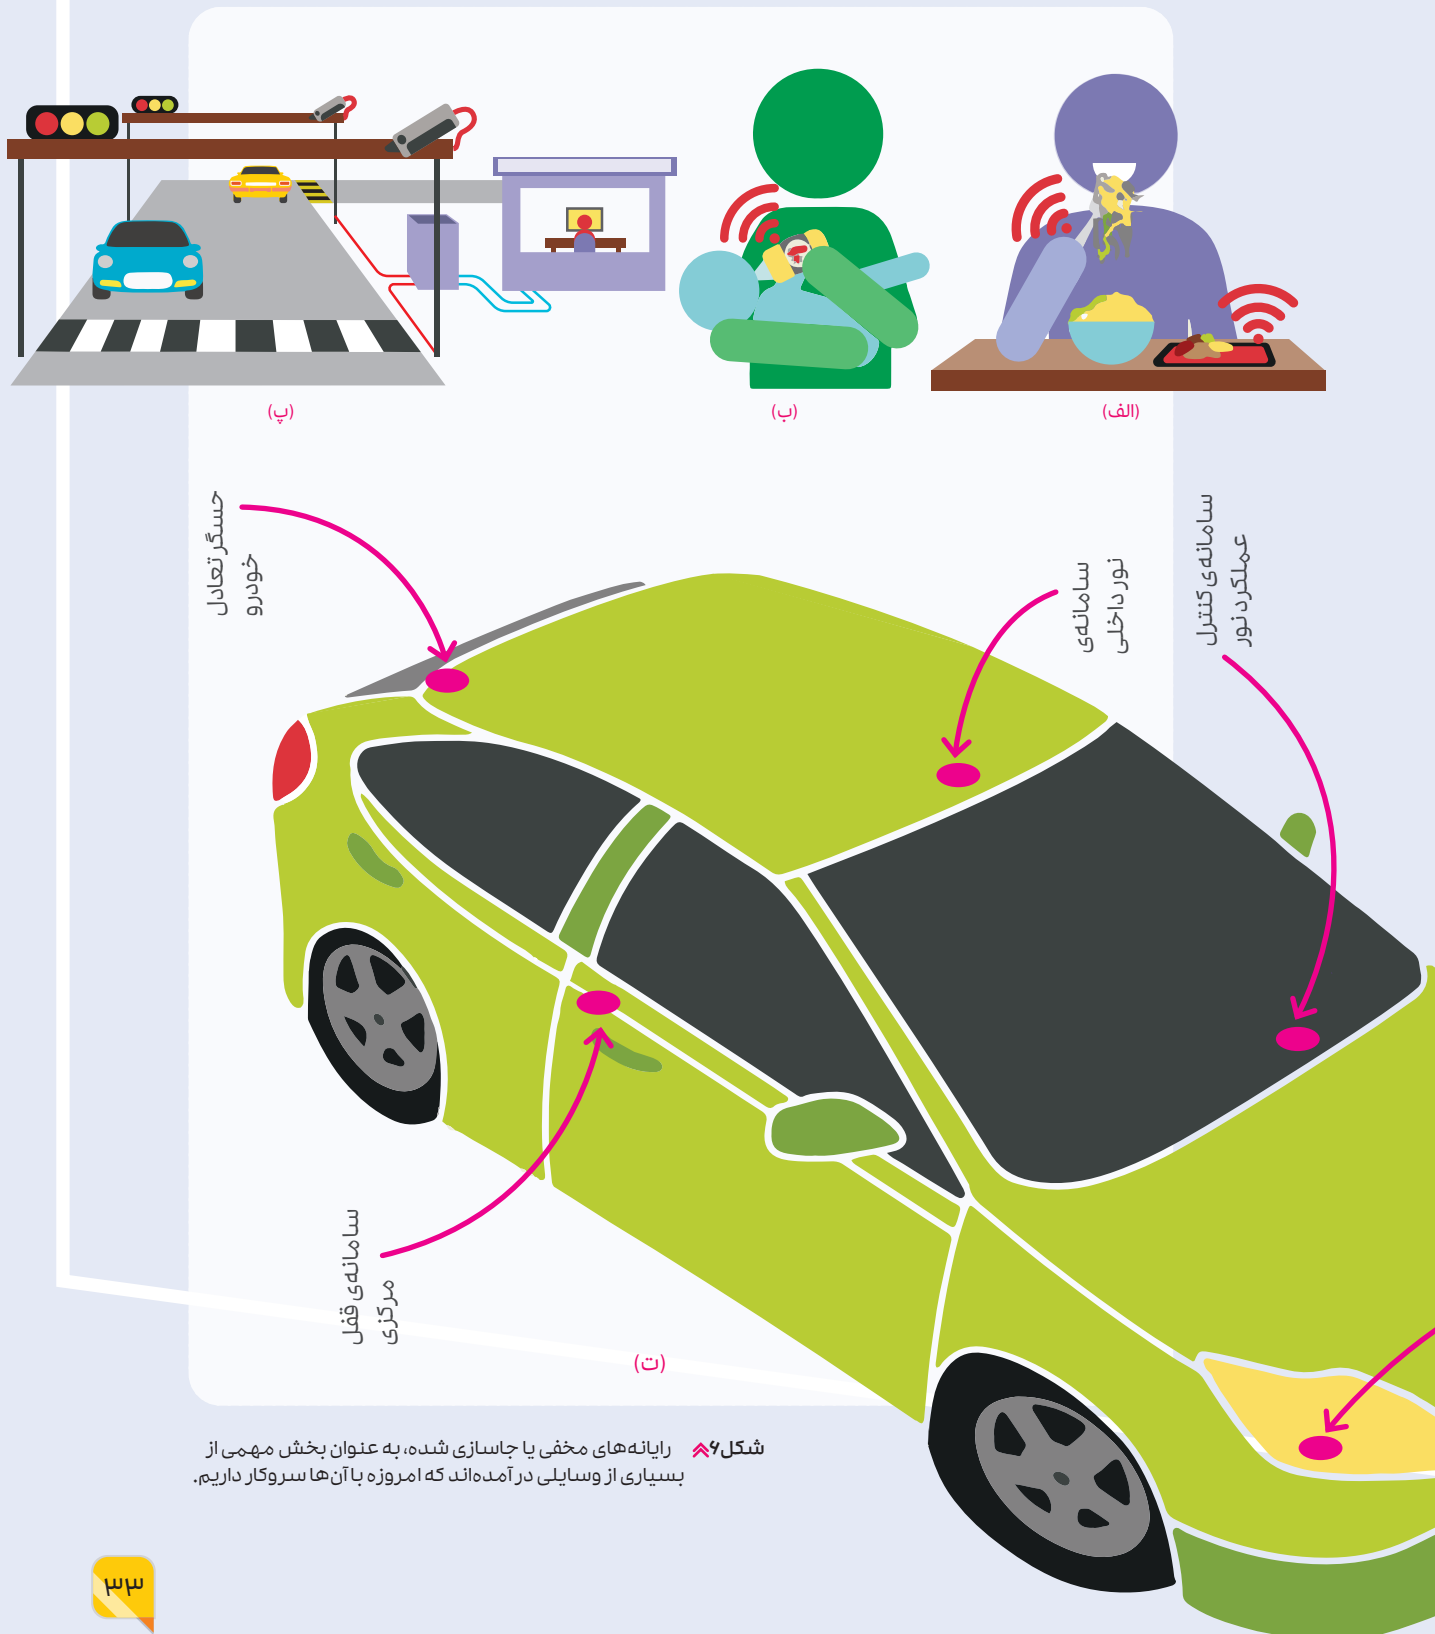 (الف)
(ب)
(پ)
سامانه‌ی کنترل
عملکرد نور
سامانه‌ی
نور داخلی
حسگر تعادل
خودرو
سامانه‌ی قفل
مرکزی
(ت)
شکل۶ رایانه‌های مخفی یا جاسازی شده، به عنوان بخش مهمی از
بسیاری از وسایلی در آمده‌اند که امروزه با آن‌ها سروکار داریم.
۳۳